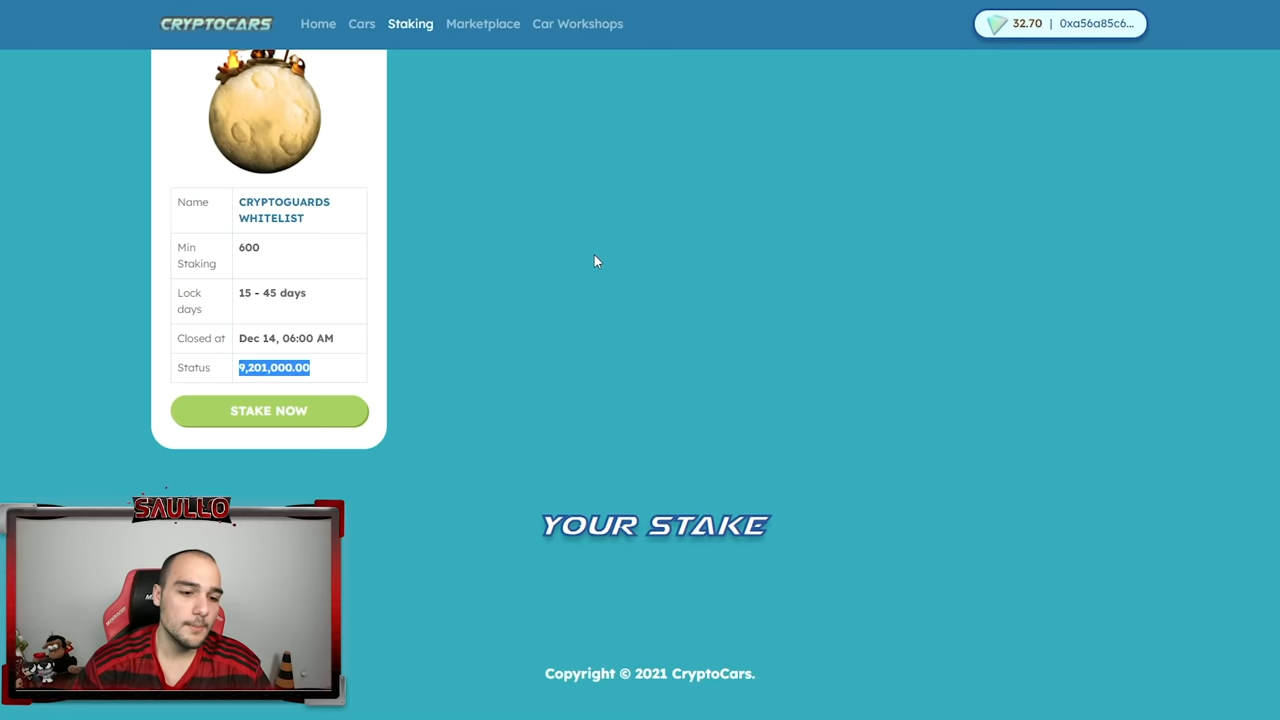 CRYPTOCARS Home Cars Staking Marketplace Car Workshops 32.70 | 0xa56a85c6...
Name CRYPTOGUARDS
WHITELIST
Min 600
Staking
Lock 15 - 45 days
days
Closed at Dec 14, 06:00 AM
Status 9,201,000.00
STAKE NOW
SAULLO
YOUR STAKE
Copyright © 2021 CryptoCars.